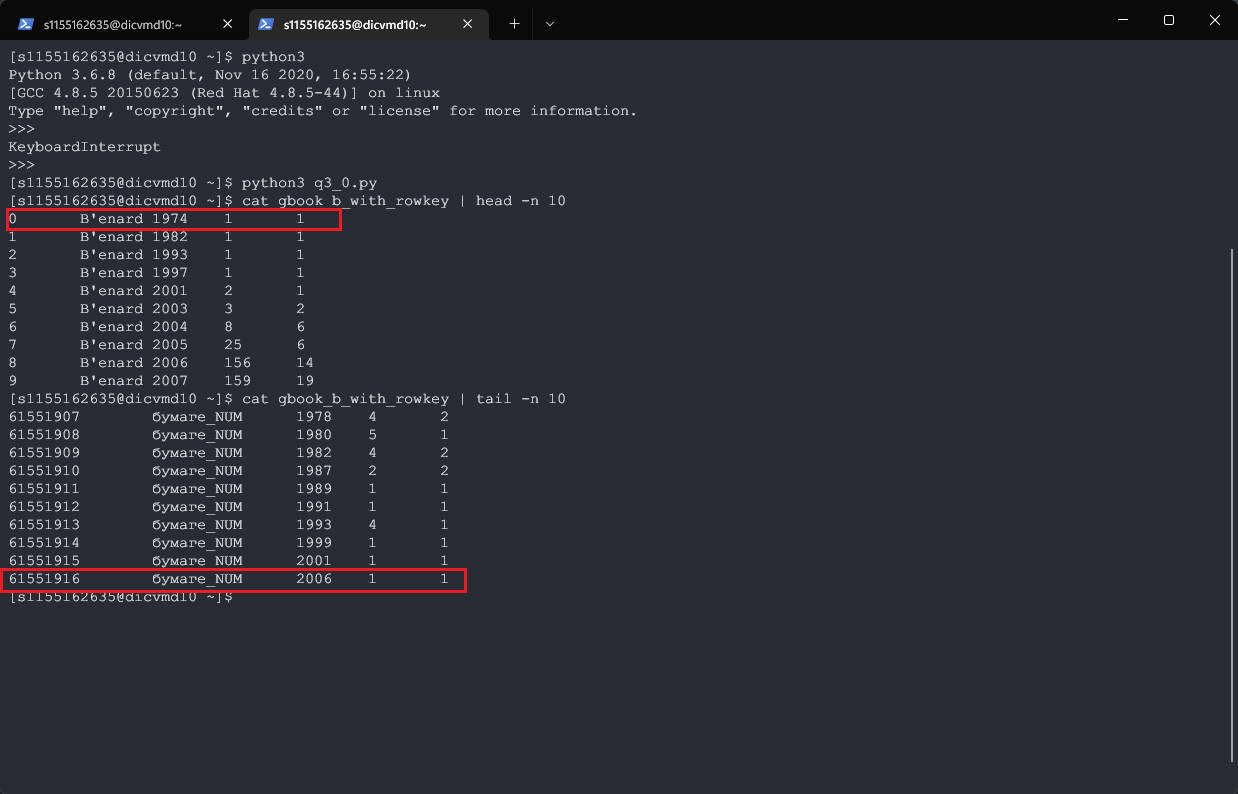 s1155162635@dicvmd10:~
s1155162635@dicvmd10:~
[s1155162635@dicvmd10 ~]$ python3
Python 3.6.8 (default, Nov 16 2020, 16:55:22)
[GCC 4.8.5 20150623 (Red Hat 4.8.5-44)] on linux
Type "help", "copyright", "credits" or "license" for more information.
>>>
KeyboardInterrupt
>>>
[s1155162635@dicvmd10 ~]$ python3 q3_0.py
[s1155162635@dicvmd10 ~]$ cat gbook_b_with_rowkey | head -n 10
0 B'enard 1974 1 1
1 B'enard 1982 1 1
2 B'enard 1993 1 1
3 B'enard 1997 1 1
4 B'enard 2001 2 1
5 B'enard 2003 3 2
6 B'enard 2004 8 6
7 B'enard 2005 25 6
8 B'enard 2006 156 14
9 B'enard 2007 159 19
[s1155162635@dicvmd10 ~]$ cat gbook_b_with_rowkey | tail -n 10
61551907 бумаге_NUM 1978 4 2
61551908 бумаге_NUM 1980 5 1
61551909 бумаге_NUM 1982 4 2
61551910 бумаге_NUM 1987 2 2
61551911 бумаге_NUM 1989 1 1
61551912 бумаге_NUM 1991 1 1
61551913 бумаге_NUM 1993 4 1
61551914 бумаге_NUM 1999 1 1
61551915 бумаге_NUM 2001 1 1
61551916 бумаге_NUM 2006 1 1
[s1155162635@dicvmd10 ~]$